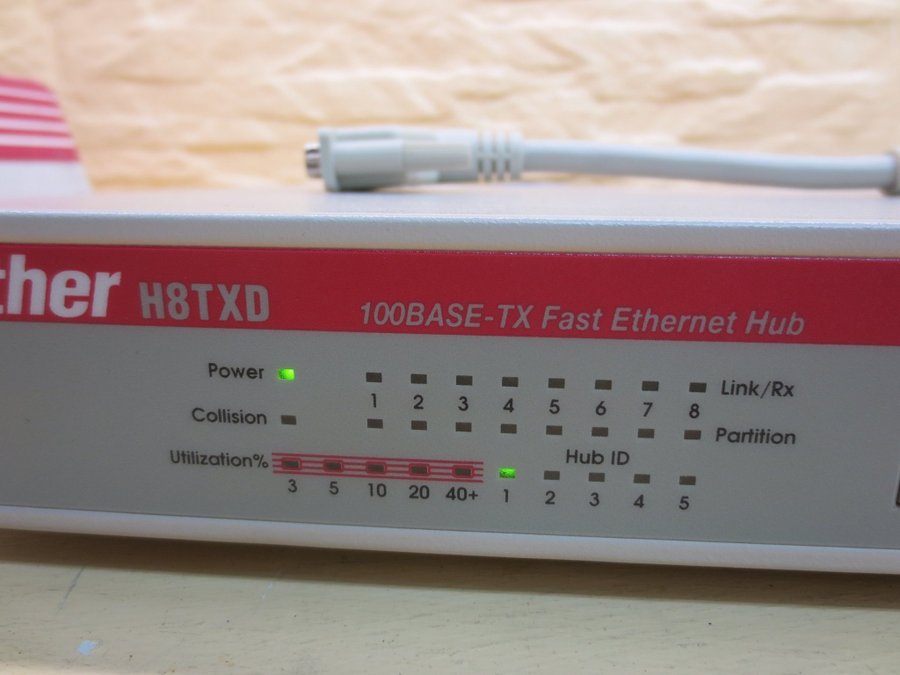 ther H8TXD 100BASE-TX Fast Ethernet Hub
Power Link/Rx
1 2 3 4 5 6 7 8
Collision Partition
Utilization% Hub ID
3 5 10 20 40+ 1 2 3 4 5